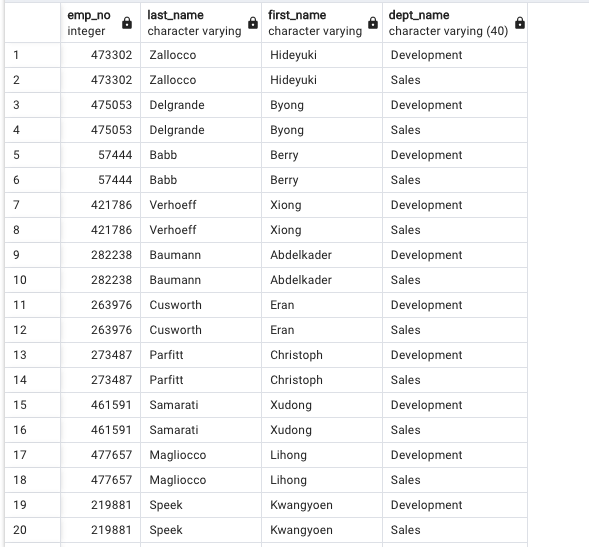 emp_no last_name first_name dept_name
integer character varying character varying character varying (40)
1 473302 Zallocco Hideyuki Development
2 473302 Zallocco Hideyuki Sales
3 475053 Delgrande Byong Development
4 475053 Delgrande Byong Sales
5 57444 Babb Berry Development
6 57444 Babb Berry Sales
7 421786 Verhoeff Xiong Development
8 421786 Verhoeff Xiong Sales
9 282238 Baumann Abdelkader Development
10 282238 Baumann Abdelkader Sales
11 263976 Cusworth Eran Development
12 263976 Cusworth Eran Sales
13 273487 Parfitt Christoph Development
14 273487 Parfitt Christoph Sales
15 461591 Samarati Xudong Development
16 461591 Samarati Xudong Sales
17 477657 Magliocco Lihong Development
18 477657 Magliocco Lihong Sales
19 219881 Speek Kwangyoen Development
20 219881 Speek Kwangyoen Sales